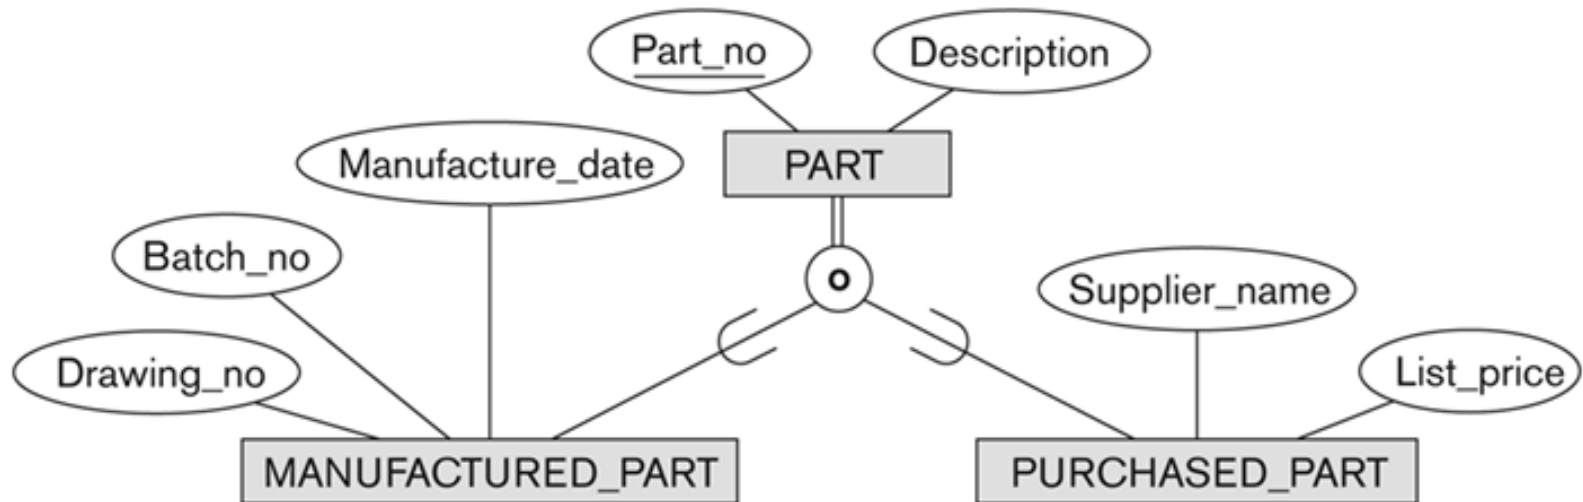 Part_no
Description
Manufacture_date
PART
Batch_no
o
Supplier_name
Drawing_no
List_price
MANUFACTURED_PART
PURCHASED_PART